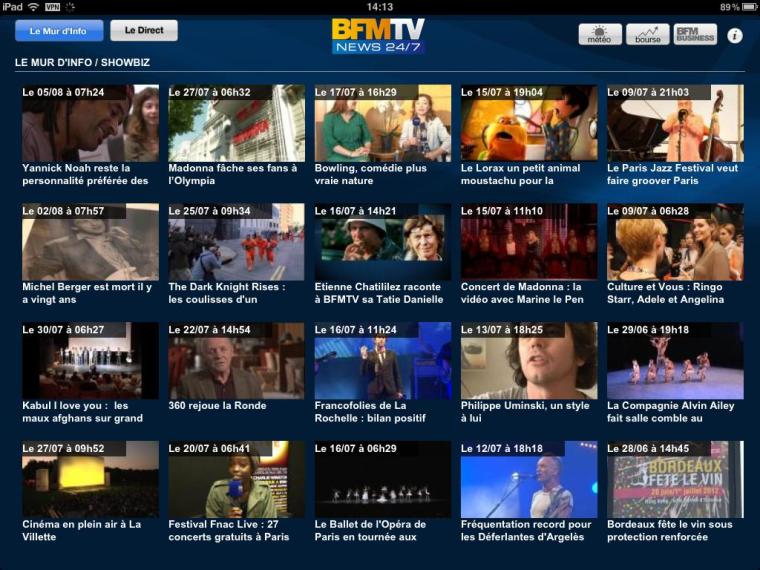 iPad VPN 14:13 89 %
Le Mur d'Info Le Direct BFMTV météo bourse BFM BUSINESS i
NEWS 24/7
LE MUR D'INFO / SHOWBIZ
Le 05/08 à 07h24
Yannick Noah reste la
personnalité préférée des
Le 27/07 à 06h32
Madonna fâche ses fans à
l'Olympia
Le 17/07 à 16h29
Bowling, comédie plus
vraie nature
Le 15/07 à 19h04
Le Lorax un petit animal
moustachu pour la
Le 09/07 à 21h03
Le Paris Jazz Festival veut
faire groover Paris
Le 02/08 à 07h57
Michel Berger est mort il y
a vingt ans
Le 25/07 à 09h34
The Dark Knight Rises :
les coulisses d'un
Le 16/07 à 14h21
Etienne Chatililez raconte
à BFMTV sa Tatie Danielle
Le 15/07 à 11h10
Concert de Madonna : la
vidéo avec Marine le Pen
Le 09/07 à 06h28
Culture et Vous : Ringo
Starr, Adele et Angelina
Le 30/07 à 06h27
Kabul I love you : les
maux afghans sur grand
Le 22/07 à 14h54
360 rejoue la Ronde
Le 16/07 à 11h24
Francofolies de La
Rochelle : bilan positif
Le 13/07 à 18h25
Philippe Uminski, un style
à lui
Le 29/06 à 19h18
La Compagnie Alvin Ailey
fait salle comble au
Le 27/07 à 09h52
Cinéma en plein air à La
Villette
Le 20/07 à 06h41
Festival Fnac Live : 27
concerts gratuits à Paris
Le 16/07 à 06h29
Le Ballet de l'Opéra de
Paris en tournée aux
Le 12/07 à 18h18
Fréquentation record pour
les Déferlantes d'Argelès
Le 28/06 à 14h45
BORDEAUX
FÊTE LE VIN
28 juin/1er juillet 2012
Bordeaux fête le vin sous
protection renforcée